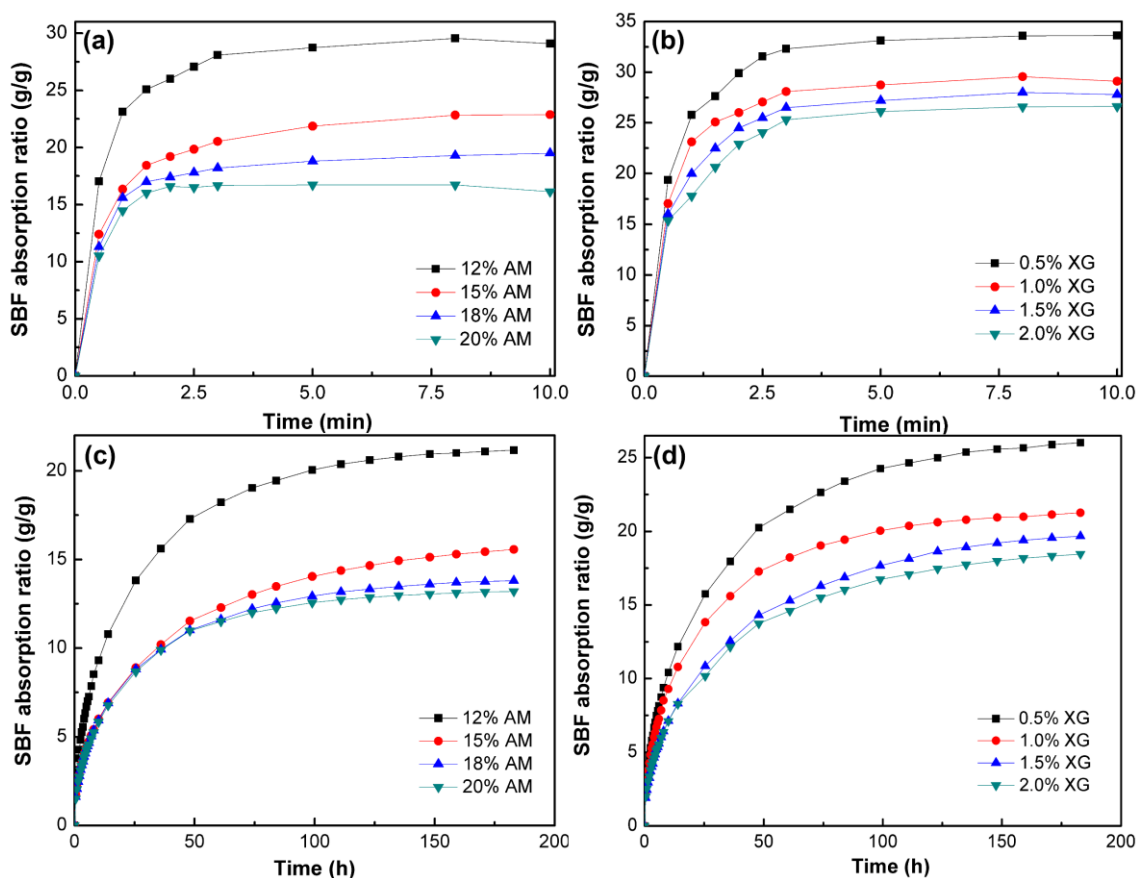 (a)
SBF absorption ratio (g/g)
30
25
20
15
10
5
0
12% AM
15% AM
18% AM
20% AM
0.0 2.5 5.0 7.5 10.0
Time (min)
(b)
SBF absorption ratio (g/g)
35
30
25
20
15
10
5
0
0.5% XG
1.0% XG
1.5% XG
2.0% XG
0.0 2.5 5.0 7.5 10.0
Time (min)
(c)
SBF absorption ratio (g/g)
20
15
10
5
0
12% AM
15% AM
18% AM
20% AM
0 50 100 150 200
Time (h)
(d)
SBF absorption ratio (g/g)
25
20
15
10
5
0
0.5% XG
1.0% XG
1.5% XG
2.0% XG
0 50 100 150 200
Time (h)